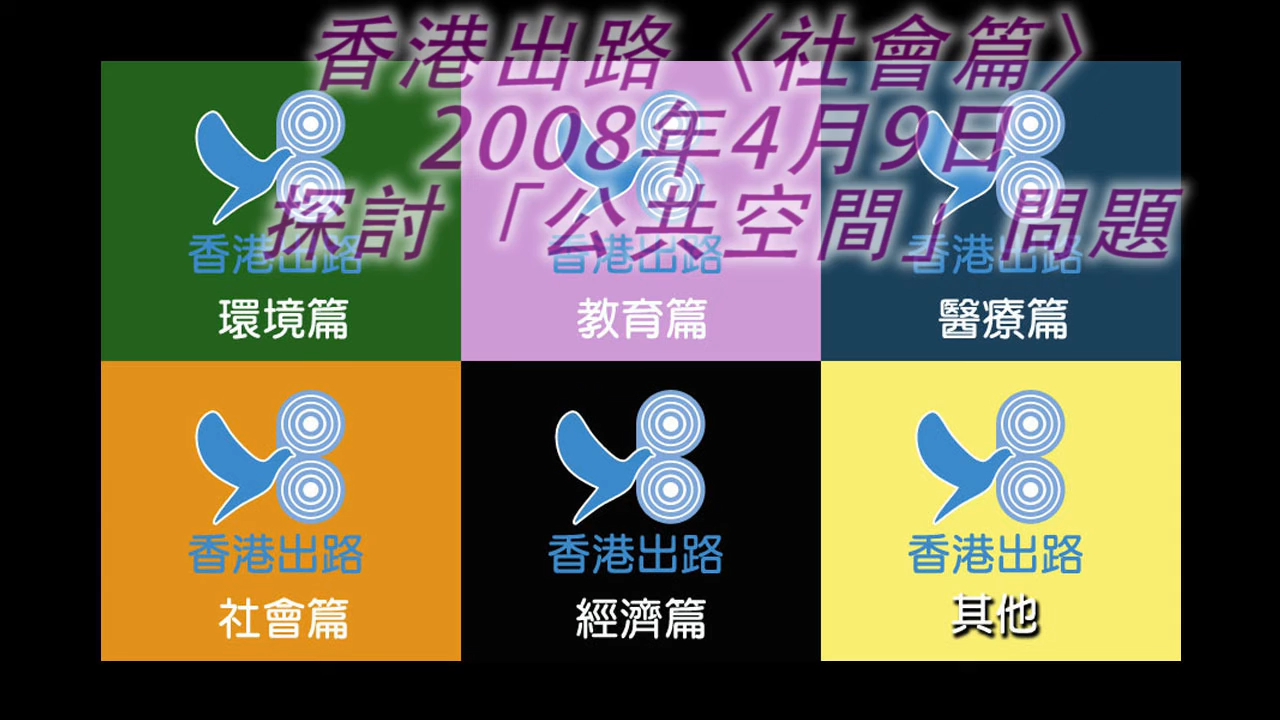 香港出路〈社會篇〉
2008年4月9日
探討「公共空間」問題
香港出路
香港出路
香港出路
環境篇
教育篇
醫療篇
香港出路
香港出路
香港出路
社會篇
經濟篇
其他